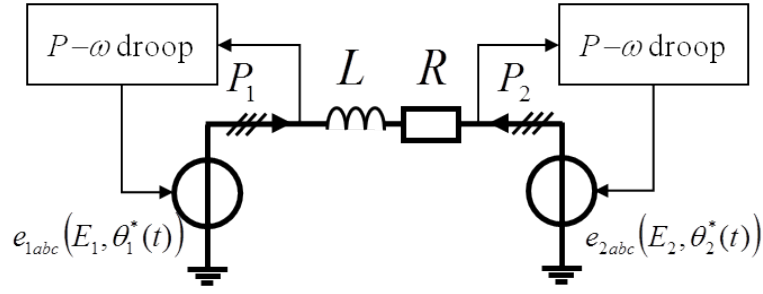 P−ω droop
P−ω droop
L
R
P₁
P₂
e₁abc(E₁,θ₁*(t))
e₂abc(E₂,θ₂*(t))